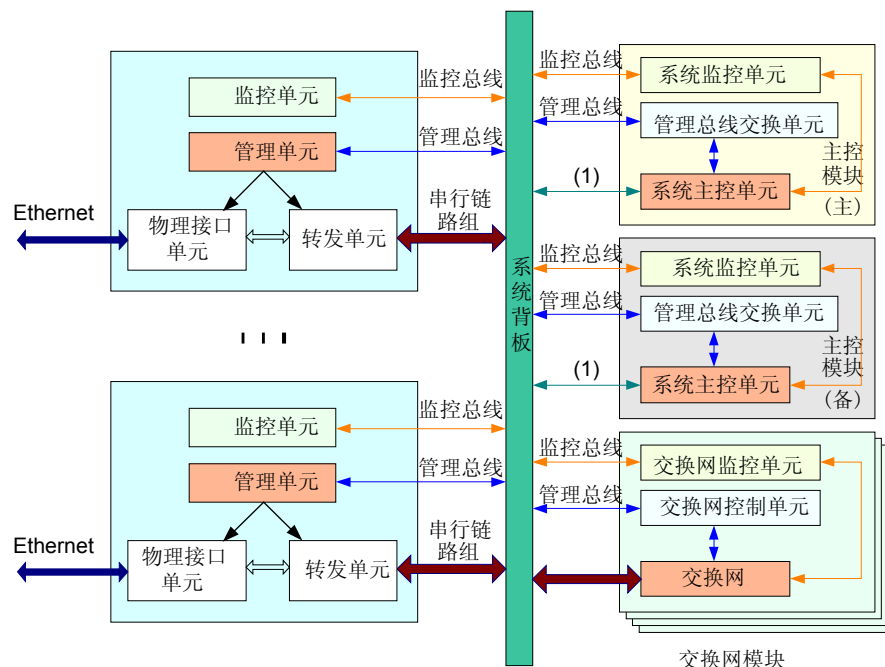 监控单元
监控总线
管理单元
管理总线
Ethernet
物理接口
单元
转发单元
串行链
路组
监控单元
监控总线
管理单元
管理总线
Ethernet
物理接口
单元
转发单元
串行链
路组
系统背板
监控总线
系统监控单元
管理总线
管理总线交换单元
(1)
系统主控单元
主控
模块
(主)
监控总线
系统监控单元
管理总线
管理总线交换单元
(1)
系统主控单元
主控
模块
(备)
监控总线
交换网监控单元
管理总线
交换网控制单元
交换网
交换网模块